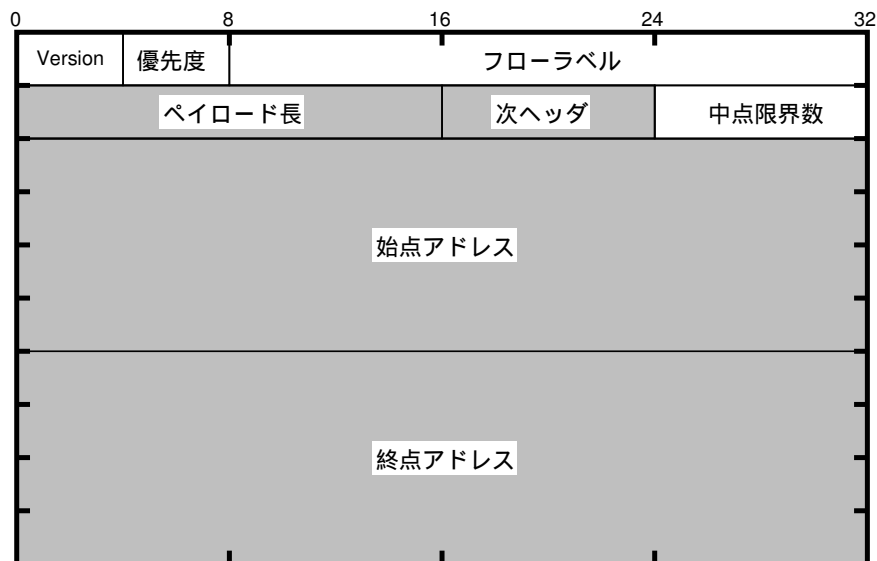 0 8 16 24 32
Version 優先度 フローラベル
ペイロード長 次ヘッダ 中点限界数
始点アドレス
終点アドレス